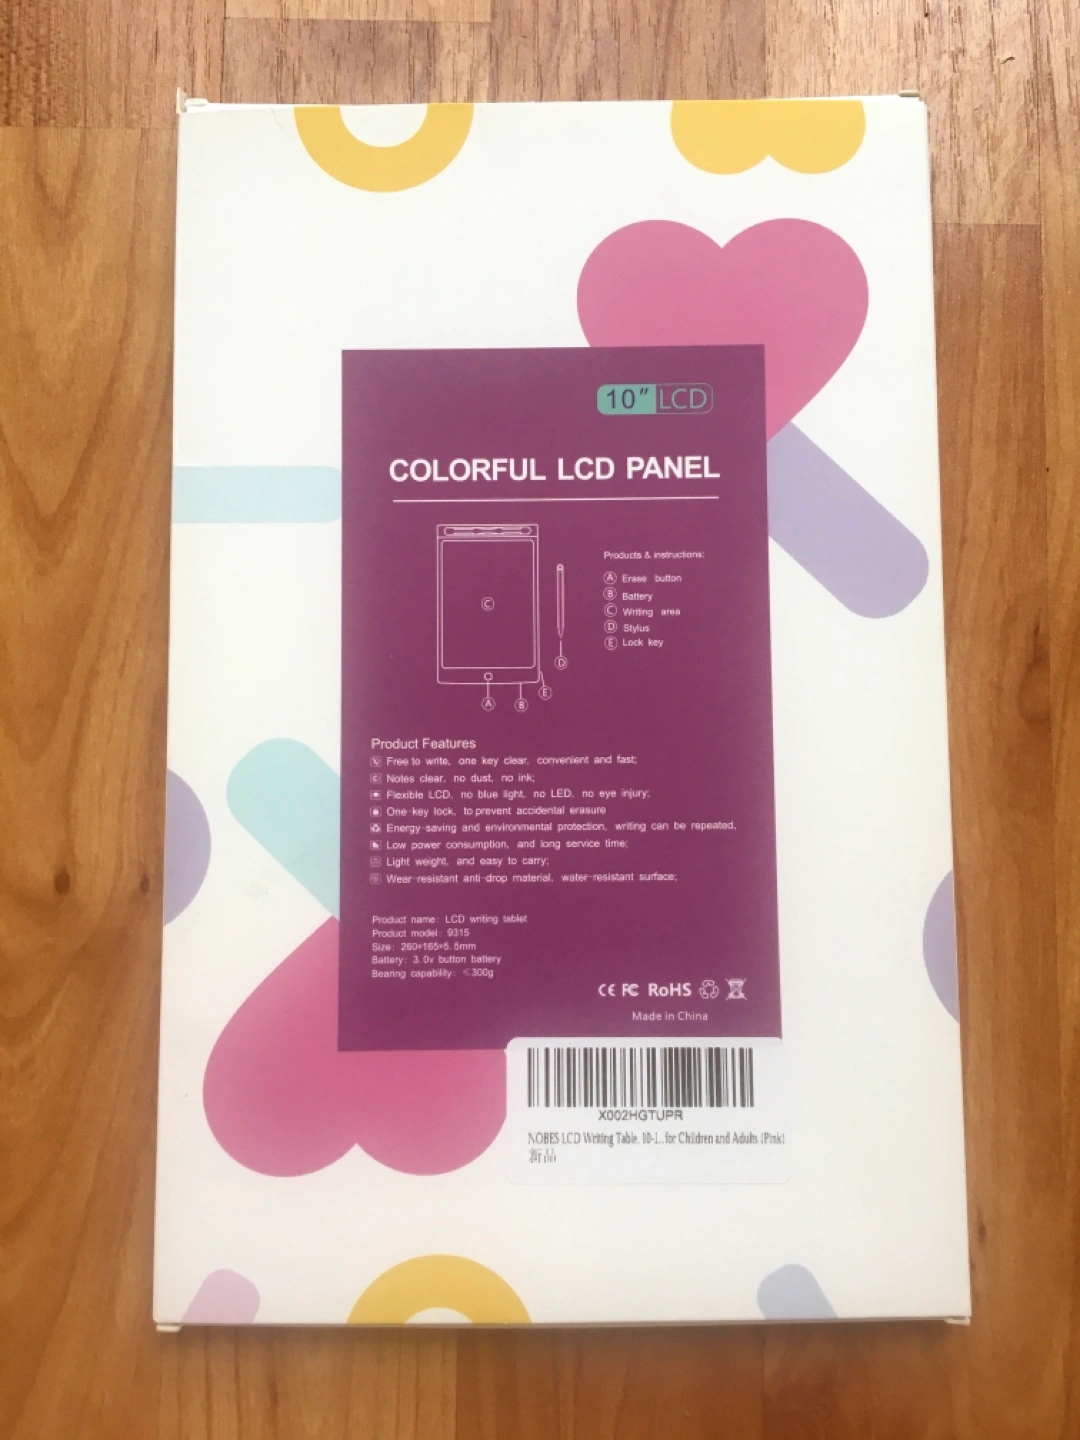 10" LCD
COLORFUL LCD PANEL
Products & instructions:
A Erase button
B Battery
C Writing area
D Stylus
E Lock key
C
D
E
A
B
Product Features
Free to write, one key clear, convenient and fast;
Notes clear, no dust, no ink;
Flexible LCD, no blue light, no LED, no eye injury;
One key lock, to prevent accidental erasure
Energy-saving and environmental protection, writing can be repeated,
Low power consumption, and long service time;
Light weight, and easy to carry;
Wear-resistant anti-drop material, water-resistant surface;
Product name: LCD writing tablet
Product model: 9315
Size: 260*165*5.5mm
Battery: 3.0v button battery
Bearing capability: ≤300g
CE FC RoHS
Made in China
X002HGTUPR
NOBES LCD Writing Table, 10-1...for Children and Adults (Pink)
新品